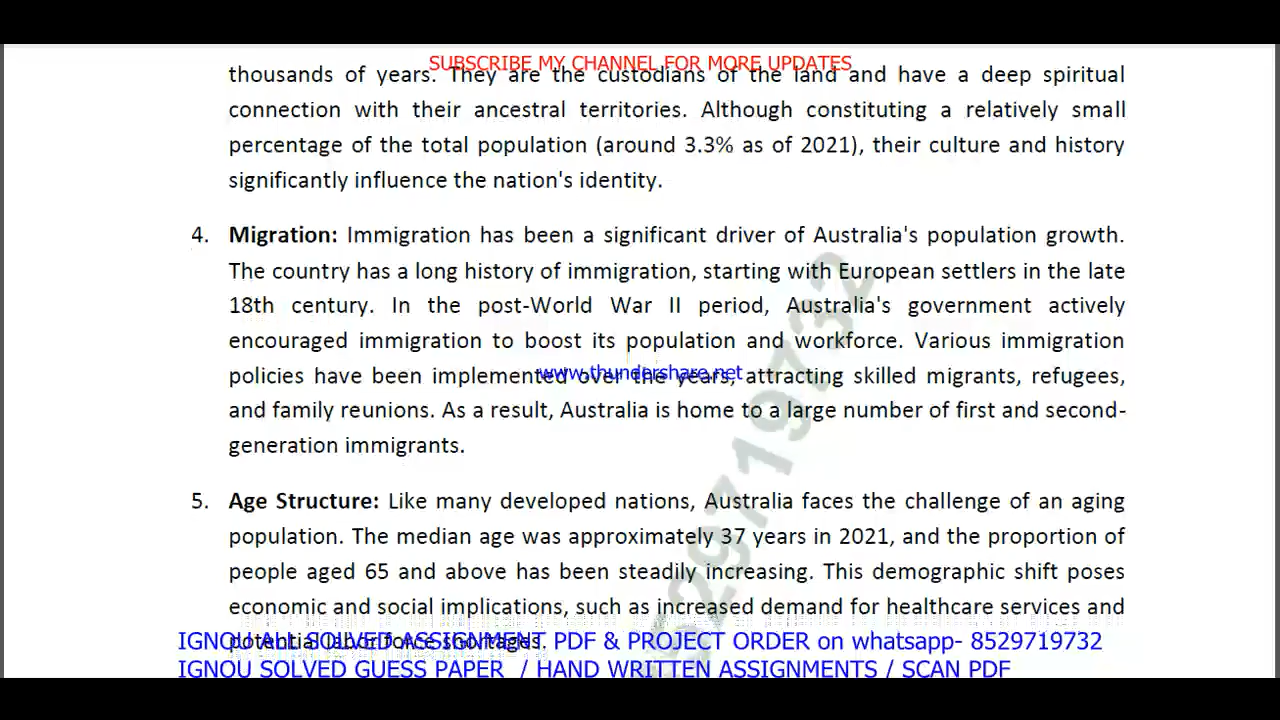 SUBSCRIBE MY CHANNEL FOR MORE UPDATES
thousands of years. They are the custodians of the land and have a deep spiritual
connection with their ancestral territories. Although constituting a relatively small
percentage of the total population (around 3.3% as of 2021), their culture and history
significantly influence the nation's identity.
4. Migration: Immigration has been a significant driver of Australia's population growth.
The country has a long history of immigration, starting with European settlers in the late
18th century. In the post-World War II period, Australia's government actively
encouraged immigration to boost its population and workforce. Various immigration
www.thundershare.net
policies have been implemented over the years, attracting skilled migrants, refugees,
and family reunions. As a result, Australia is home to a large number of first and second-
generation immigrants.
5. Age Structure: Like many developed nations, Australia faces the challenge of an aging
population. The median age was approximately 37 years in 2021, and the proportion of
people aged 65 and above has been steadily increasing. This demographic shift poses
economic and social implications, such as increased demand for healthcare services and
potential labor force shortages.
IGNOU ALL SOLVED ASSIGNMENT PDF & PROJECT ORDER on whatsapp- 8529719732
IGNOU SOLVED GUESS PAPER / HAND WRITTEN ASSIGNMENTS / SCAN PDF
8529719732